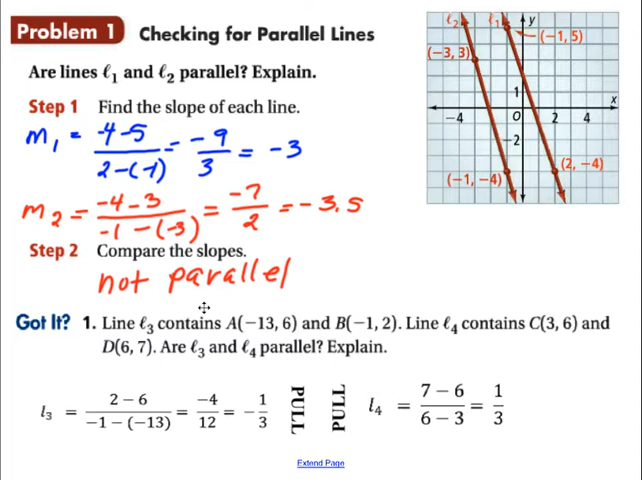 Problem 1 Checking for Parallel Lines
Are lines ℓ₁ and ℓ₂ parallel? Explain.
Step 1 Find the slope of each line.
m₁ = (-4-5)/(2-(-1)) = -9/3 = -3
m₂ = (-4-3)/(-1-(-3)) = -7/2 = -3.5
Step 2 Compare the slopes.
not parallel
ℓ₂ ℓ₁ y
(−1, 5)
(−3, 3)
x
1
−4 O 2 4
−2
(−1, −4) (2, −4)
Got It? 1. Line ℓ₃ contains A(−13, 6) and B(−1, 2). Line ℓ₄ contains C(3, 6) and
D(6, 7). Are ℓ₃ and ℓ₄ parallel? Explain.
l₃ = (2 − 6)/(−1 − (−13)) = −4/12 = −1/3 PULL PULL l₄ = (7 − 6)/(6 − 3) = 1/3
Extend Page